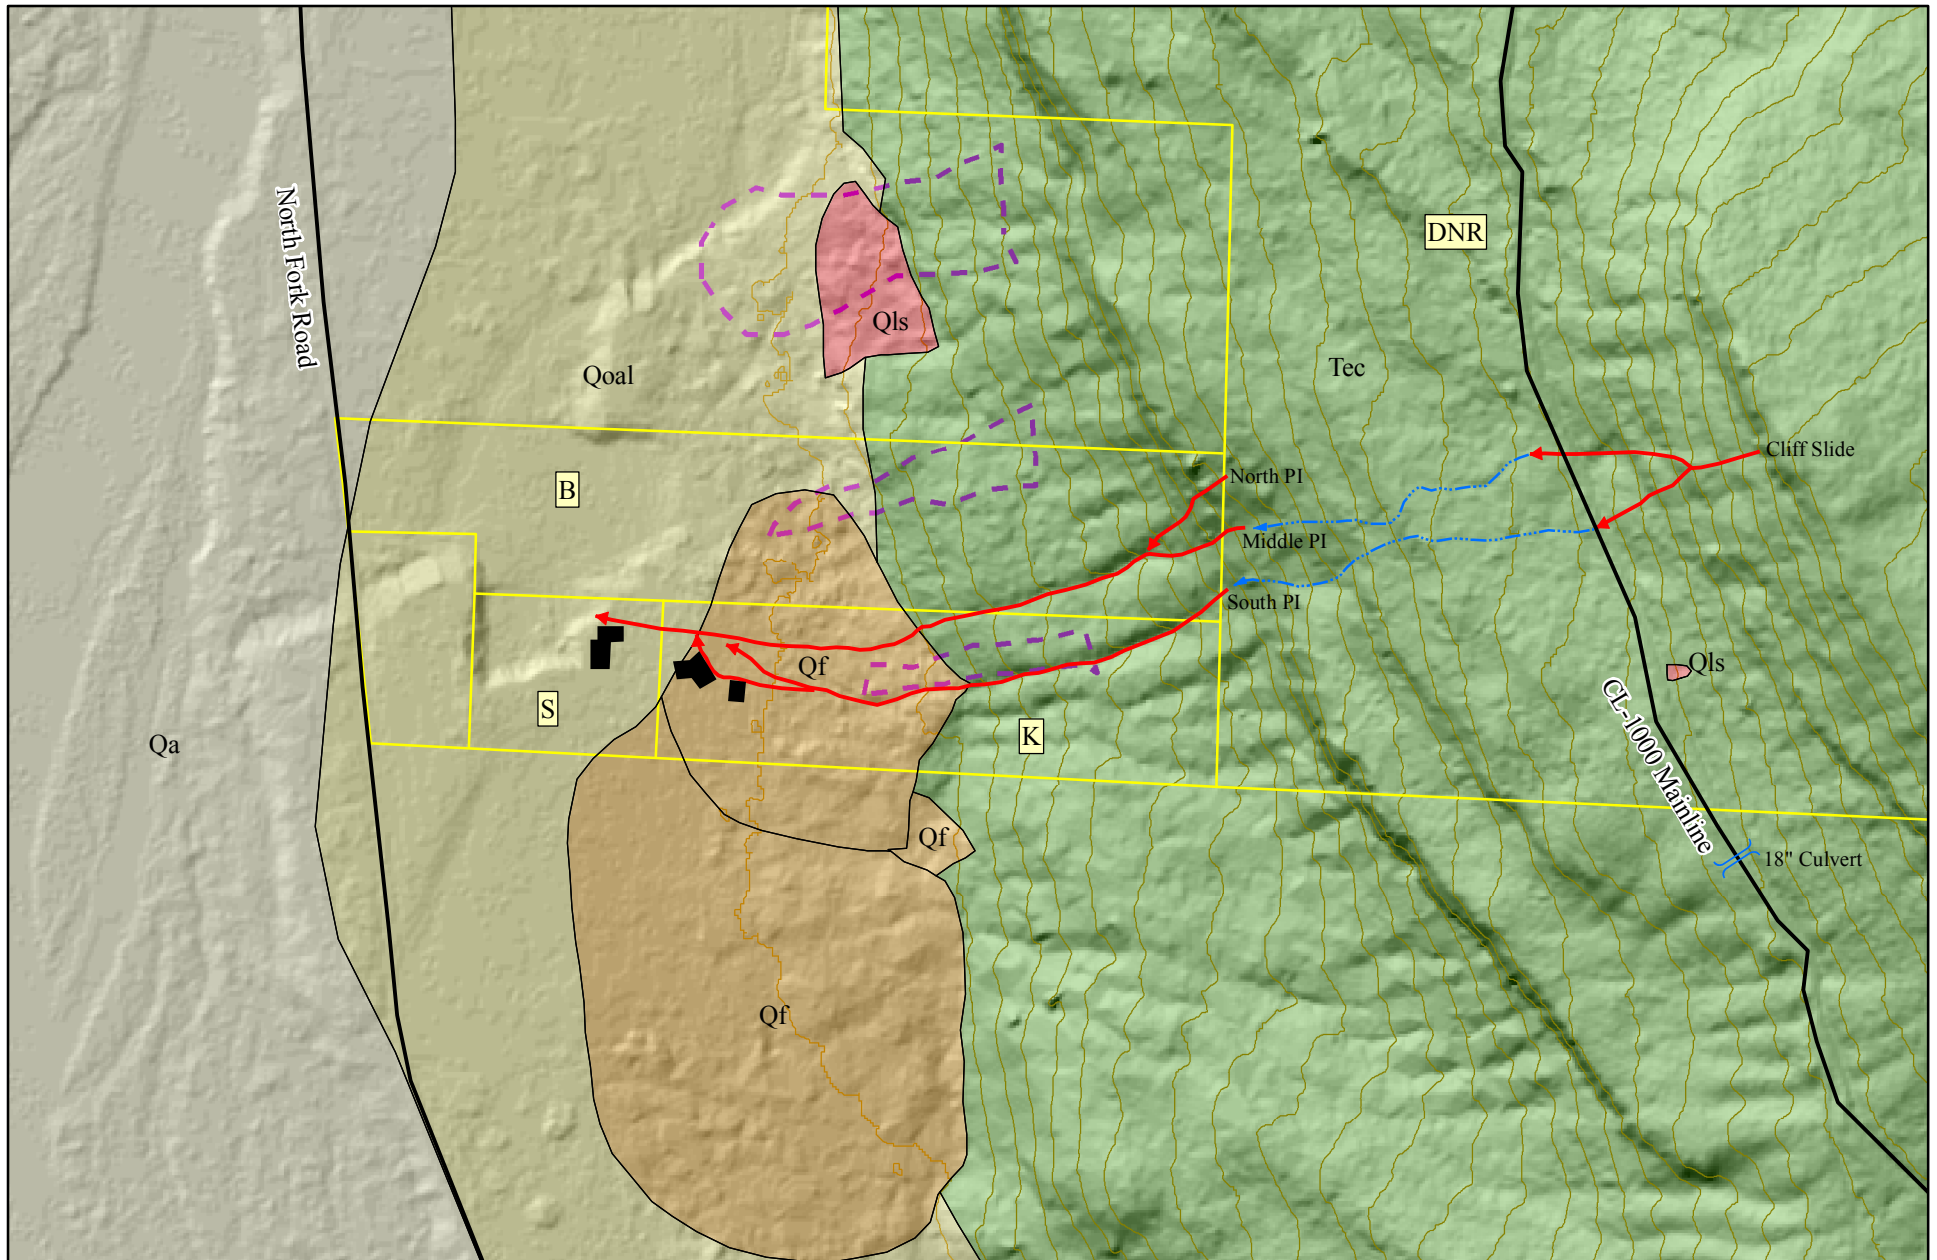 North Fork Road
DNR
Qls
Qoal
Tec
Cliff Slide
North PI
B
Middle PI
South PI
Qf
Qls
S
K
Qa
CL-1000 Mainline
Qf
18" Culvert
Qf